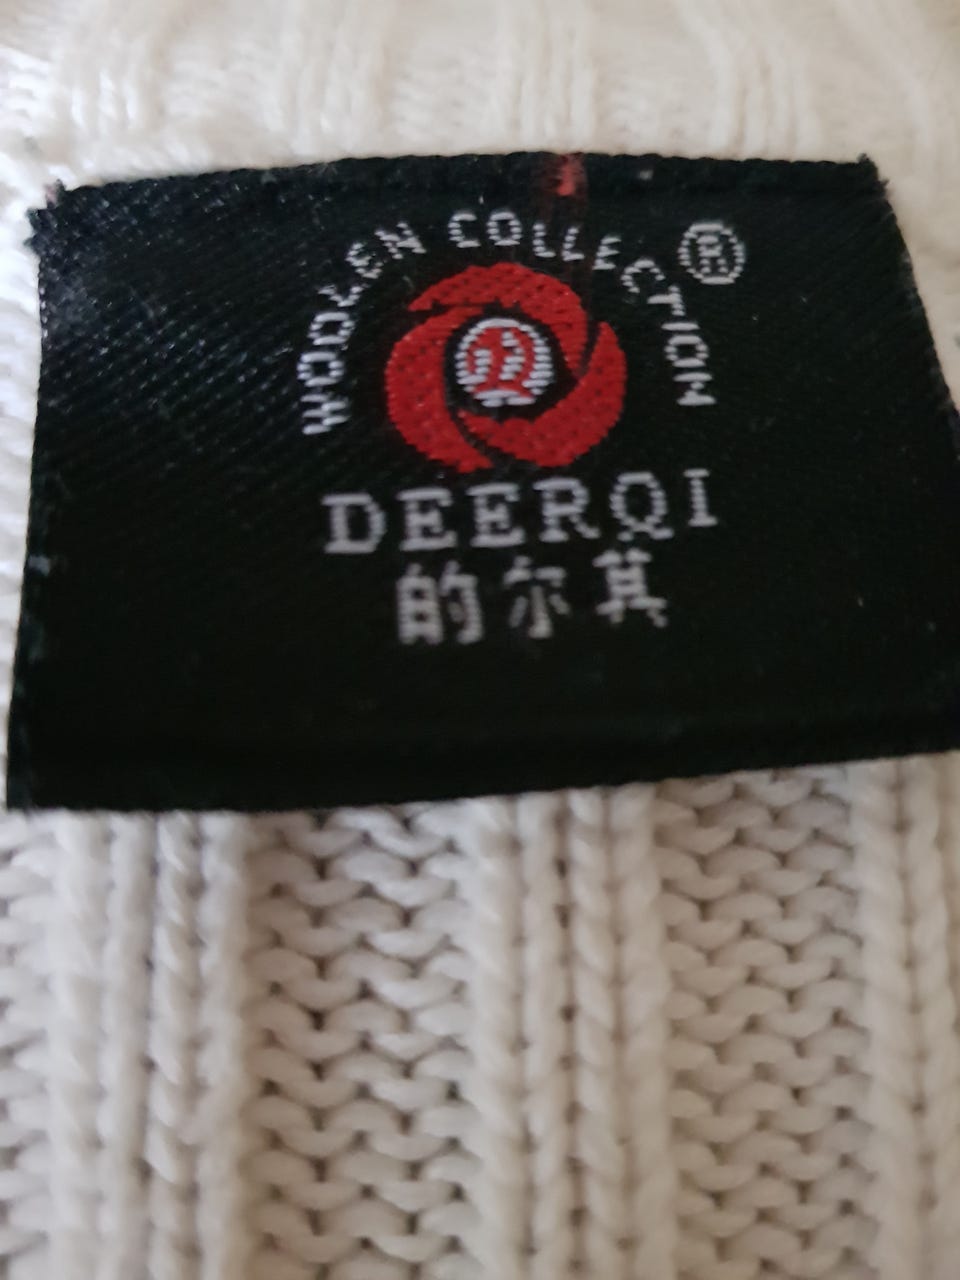 WOOLEN COLLECTION
®
DEERQI
的尔其